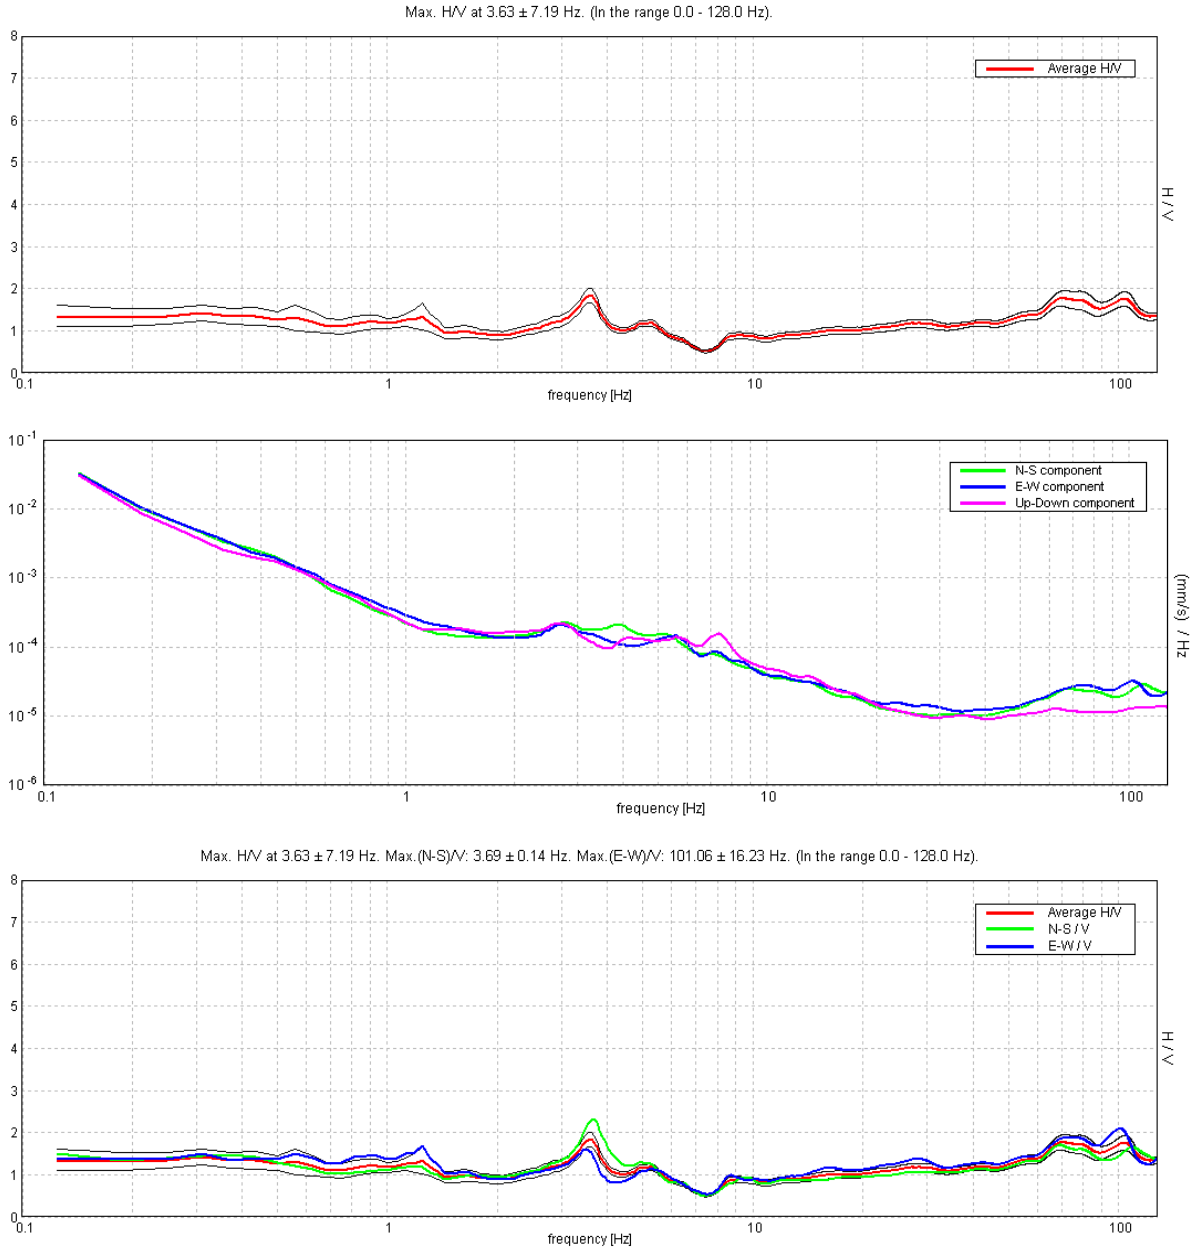 Max. H/V at 3.63 ± 7.19 Hz. (In the range 0.0 - 128.0 Hz).
8
Average H/V
7
6
5
4
H / V
3
2
1
0
0.1 1 10 100
frequency [Hz]
10-1
N-S component
E-W component
Up-Down component
10-2
10-3
(mm/s) / Hz
10-4
10-5
10-6
0.1 1 10 100
frequency [Hz]
Max. H/V at 3.63 ± 7.19 Hz. Max.(N-S)/V: 3.69 ± 0.14 Hz. Max.(E-W)/V: 101.06 ± 16.23 Hz. (In the range 0.0 - 128.0 Hz).
8
Average H/V
N-S / V
E-W / V
7
6
5
4
H / V
3
2
1
0
0.1 1 10 100
frequency [Hz]